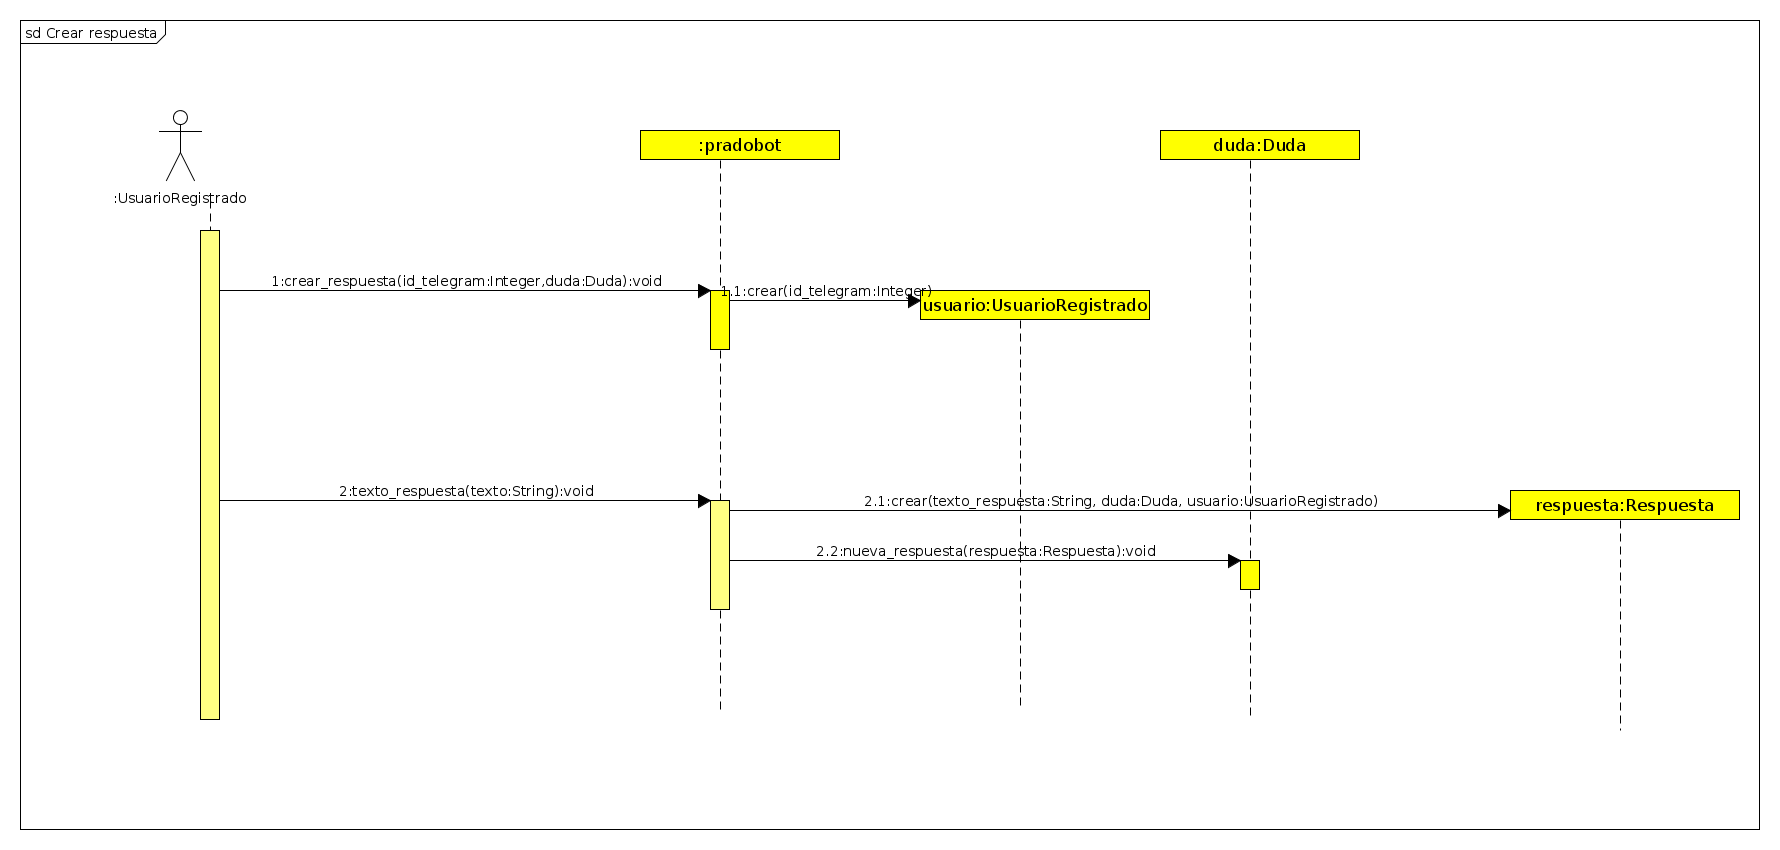 sd Crear respuesta
:pradobot
duda:Duda
:UsuarioRegistrado
1:crear_respuesta(id_telegram:Integer,duda:Duda):void
1.1:crear(id_telegram:Integer)
usuario:UsuarioRegistrado
2:texto_respuesta(texto:String):void
2.1:crear(texto_respuesta:String, duda:Duda, usuario:UsuarioRegistrado)
respuesta:Respuesta
2.2:nueva_respuesta(respuesta:Respuesta):void